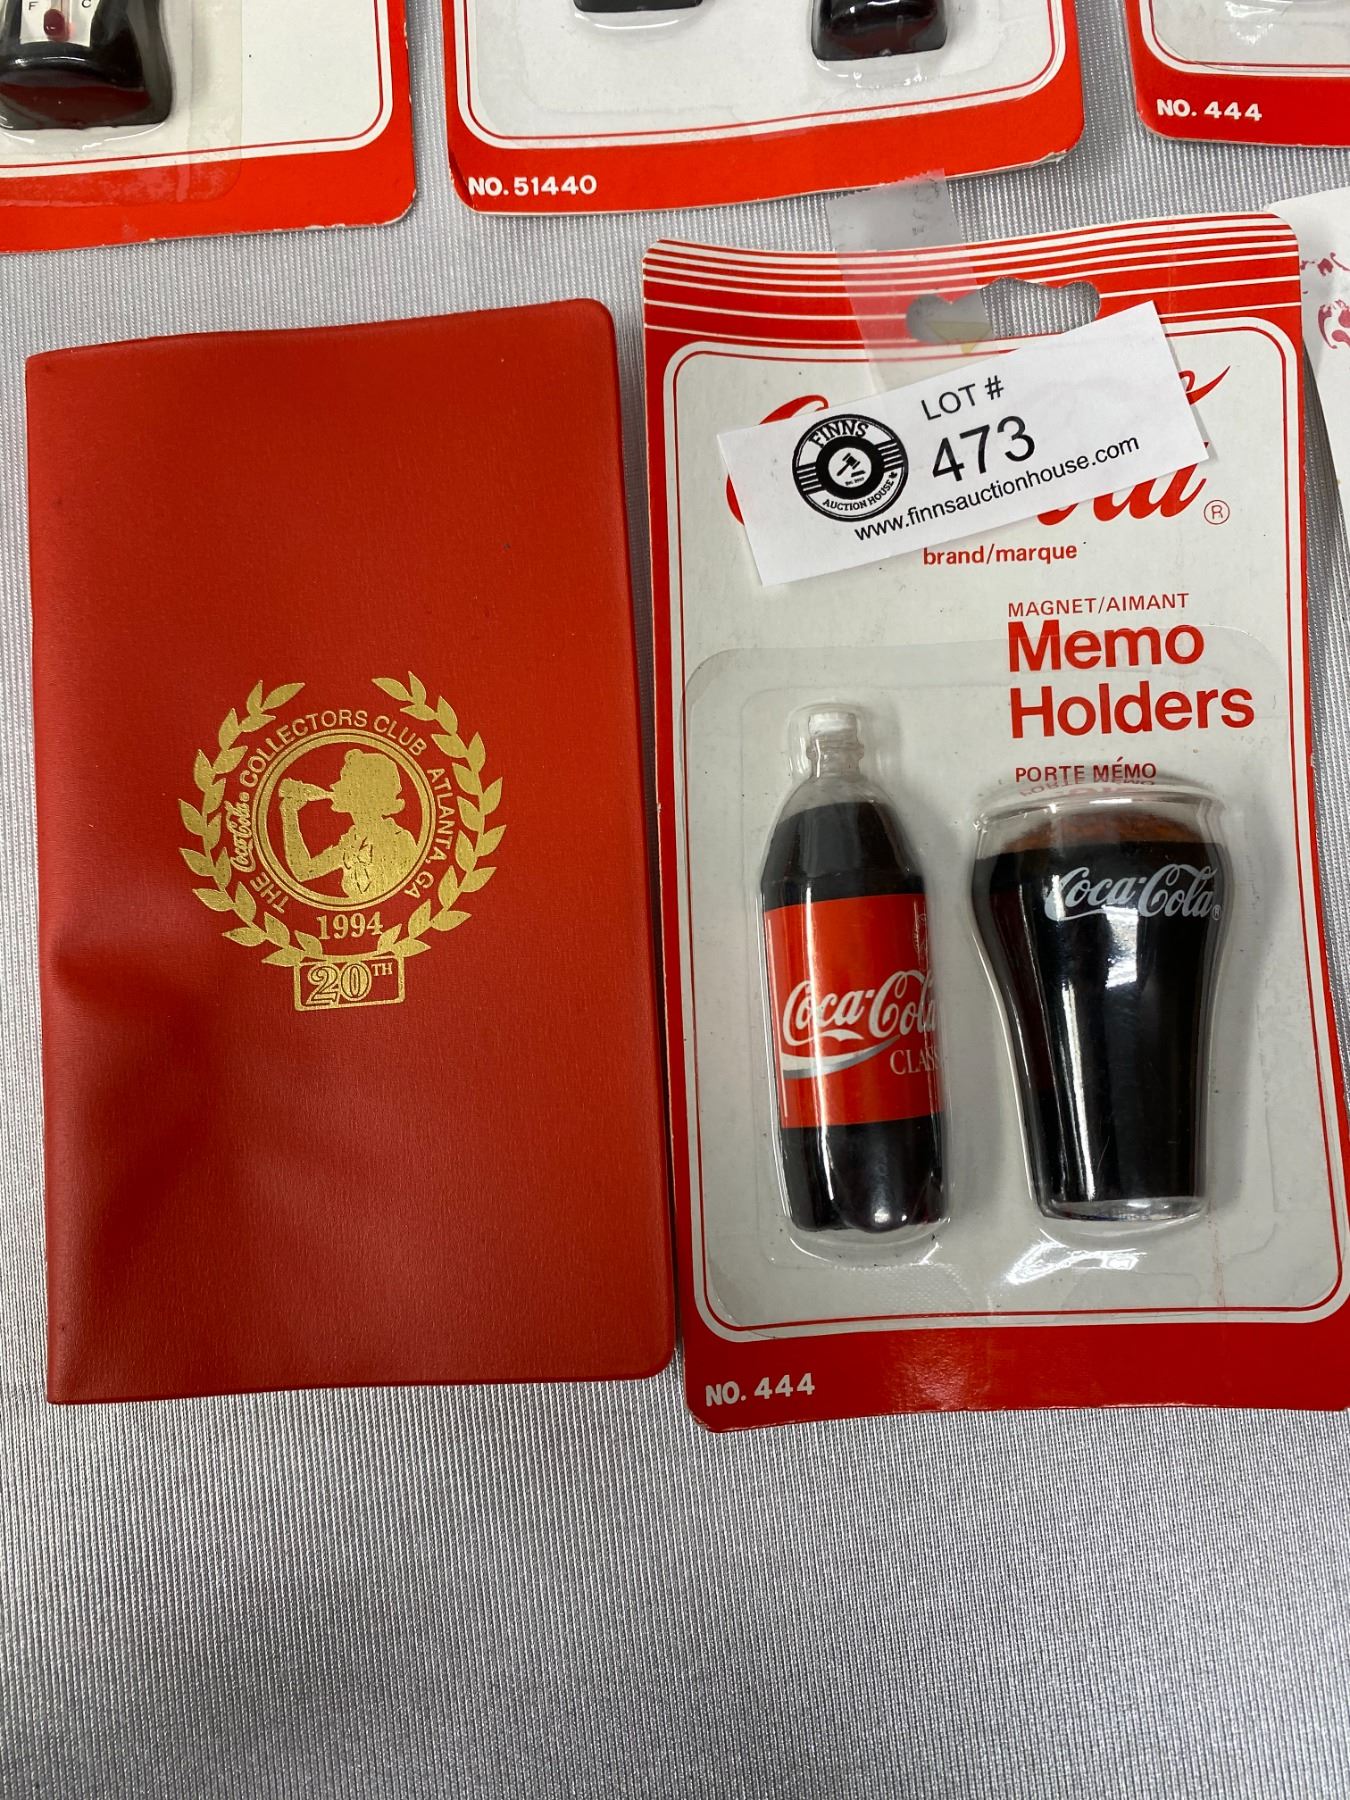 F C
NO. 51440
NO. 444
THE Coca-Cola® COLLECTORS CLUB ATLANTA, GA
1994
20TH
LOT #
473
FINNS
AUCTION HOUSE
www.finnsauctionhouse.com
®
brand/marque
MAGNET/AIMANT
Memo
Holders
PORTE MÉMO
Coca-Cola®
Coca-Cola
CLASS
NO. 444